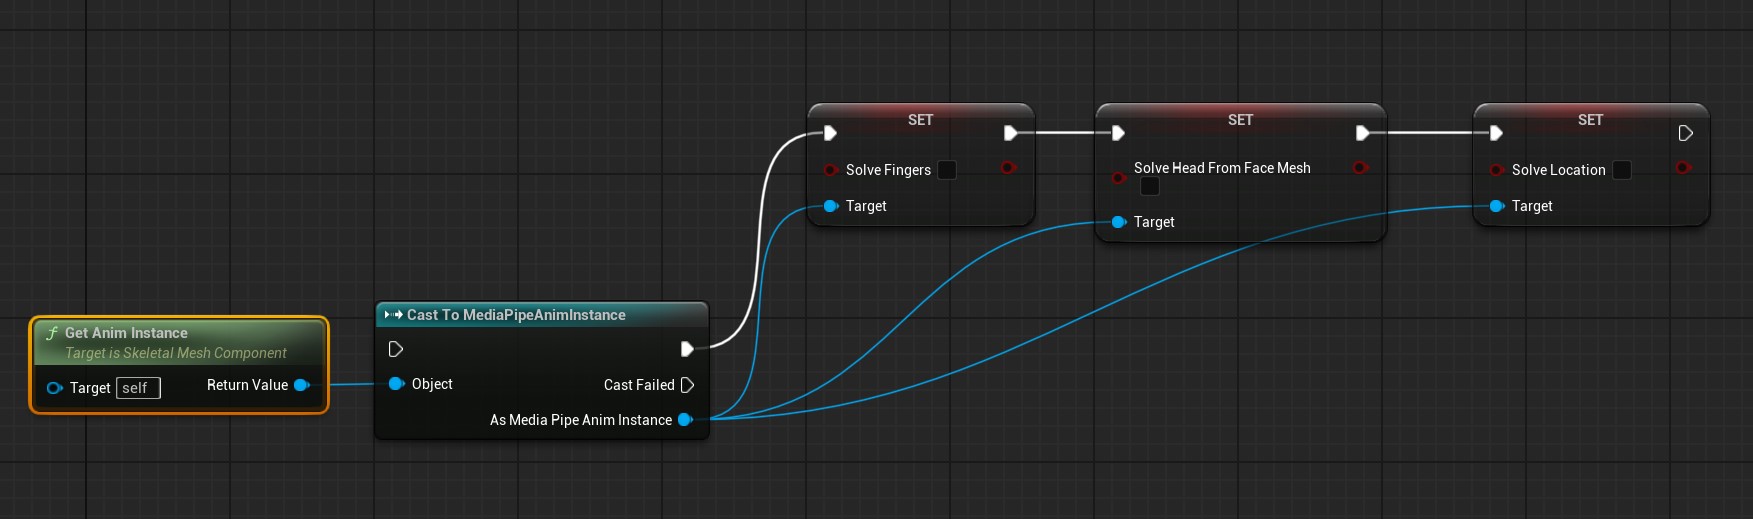 SET
SET
SET
Solve Fingers
Solve Head From Face Mesh
Solve Location
Target
Target
Target
Get Anim Instance
Target is Skeletal Mesh Component
Target self Return Value
Cast To MediaPipeAnimInstance
Object
Cast Failed
As Media Pipe Anim Instance